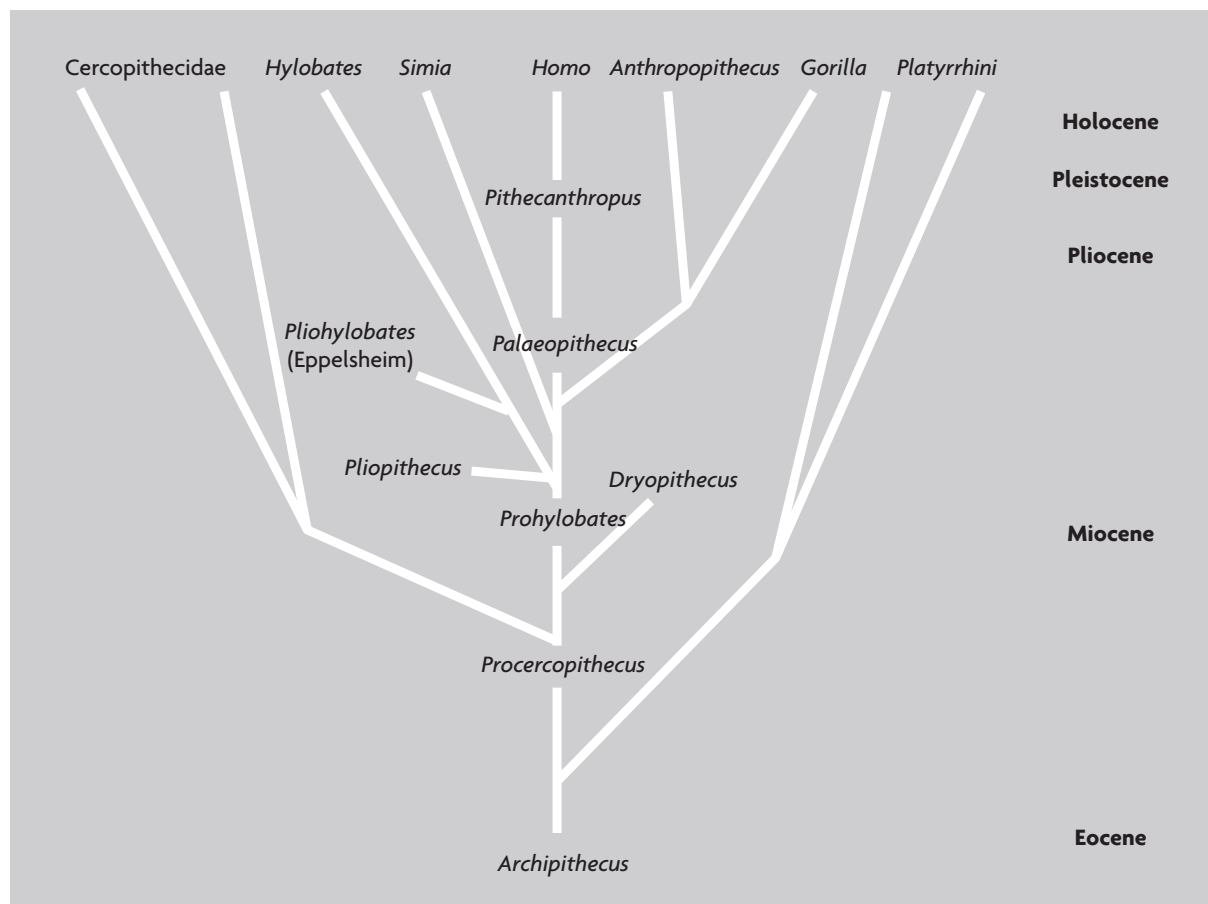 Cercopithecidae Hylobates Simia Homo Anthropopithecus Gorilla Platyrrhini
Holocene
Pleistocene
Pithecanthropus
Pliocene
Pliohylobates
(Eppelsheim)
Palaeopithecus
Pliopithecus
Dryopithecus
Prohylobates
Miocene
Procercopithecus
Eocene
Archipithecus